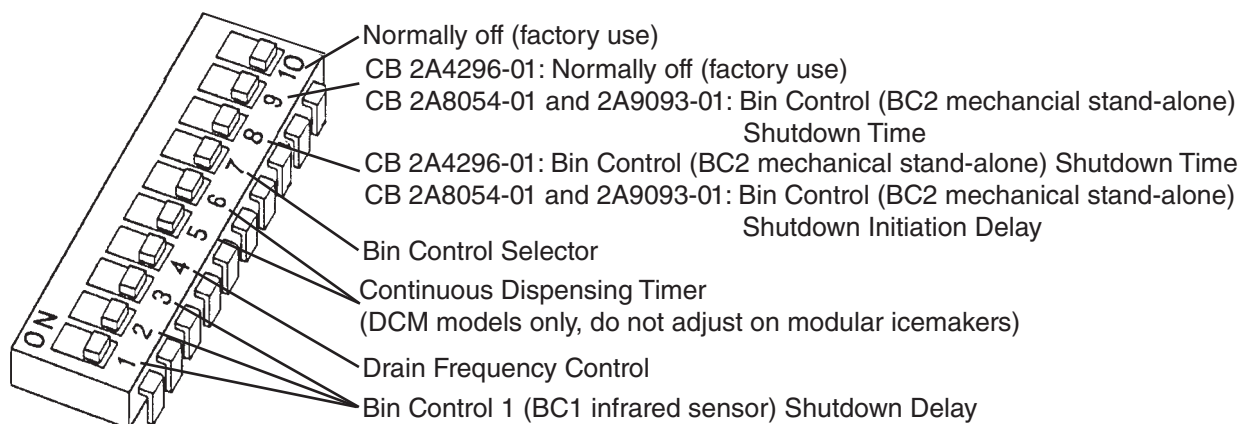 Normally off (factory use)
CB 2A4296-01: Normally off (factory use)
CB 2A8054-01 and 2A9093-01: Bin Control (BC2 mechancial stand-alone)
Shutdown Time
CB 2A4296-01: Bin Control (BC2 mechanical stand-alone) Shutdown Time
CB 2A8054-01 and 2A9093-01: Bin Control (BC2 mechanical stand-alone)
Shutdown Initiation Delay
Bin Control Selector
Continuous Dispensing Timer
(DCM models only, do not adjust on modular icemakers)
Drain Frequency Control
Bin Control 1 (BC1 infrared sensor) Shutdown Delay
10
9
8
7
6
5
4
3
2
1
ON